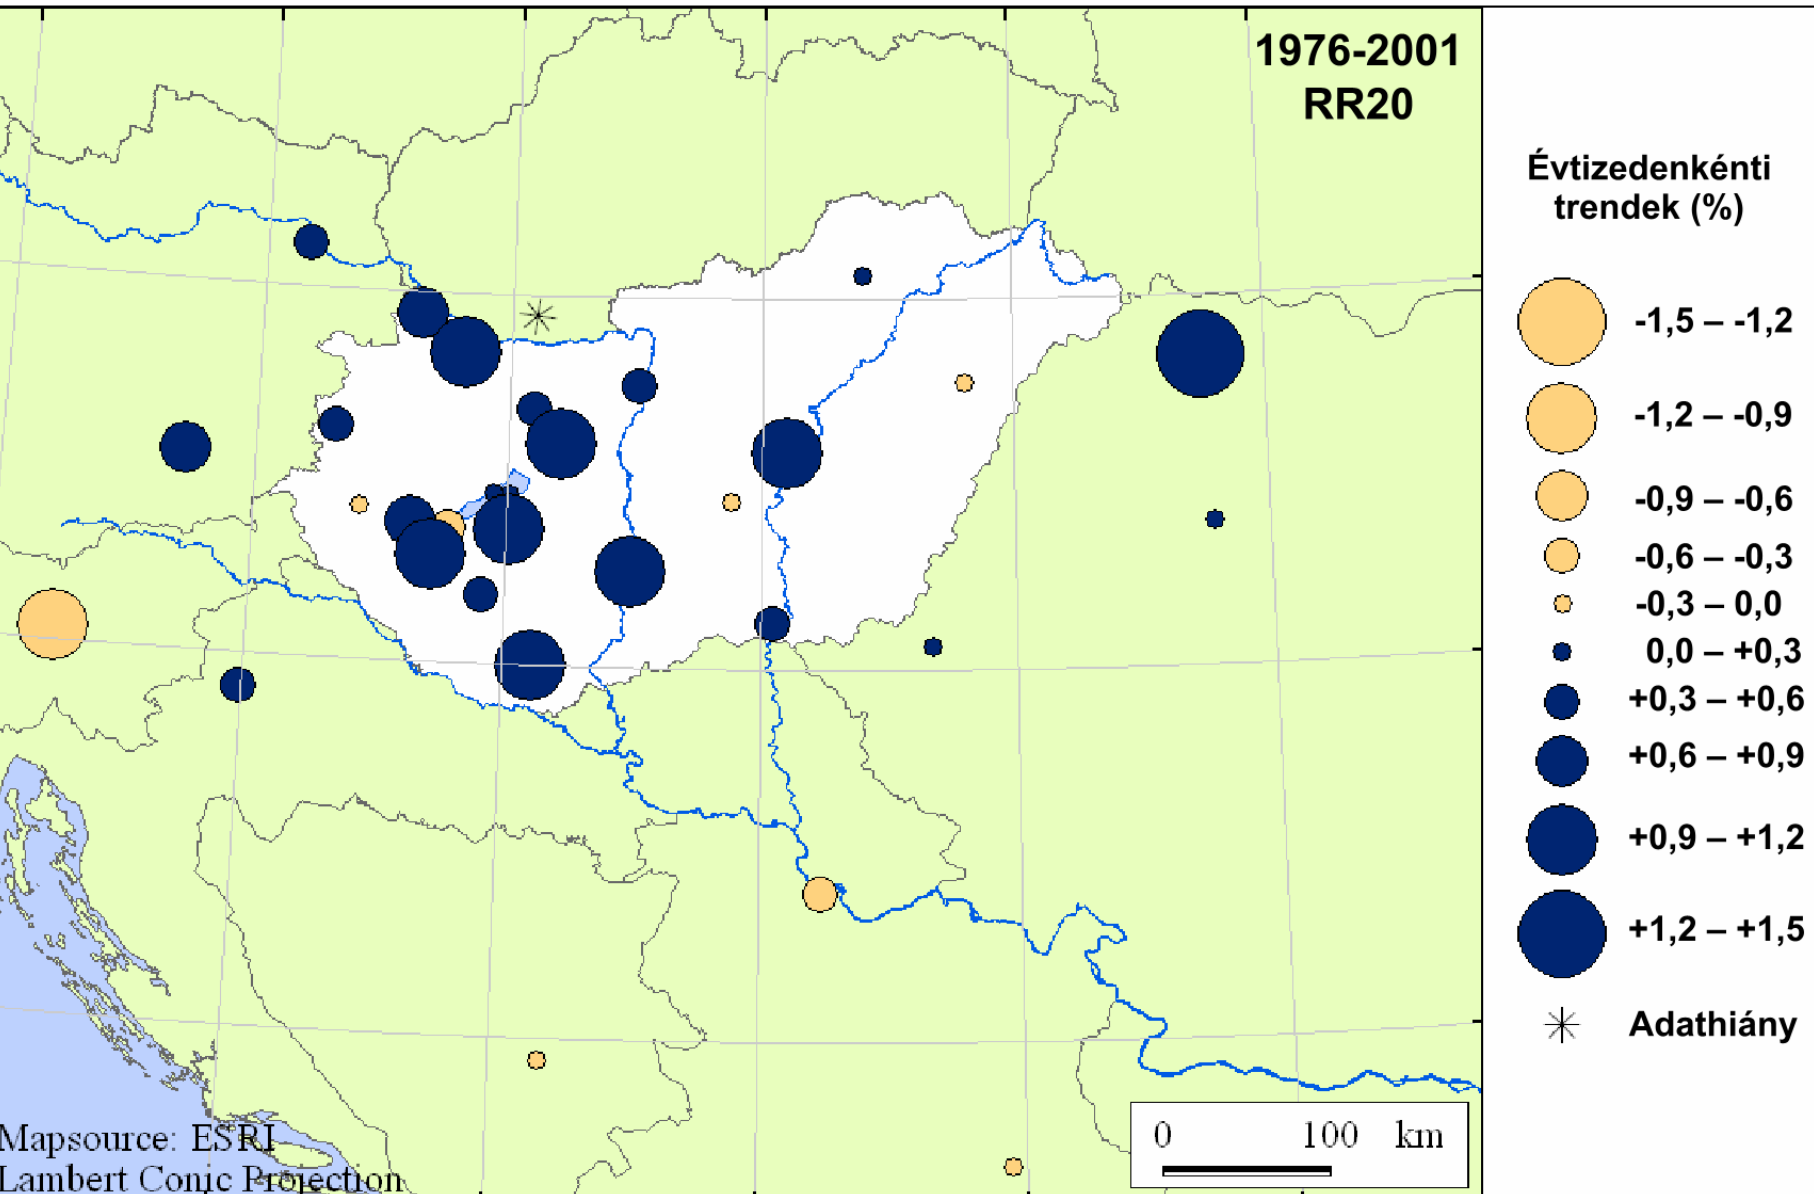 1976-2001
RR20
Évtizedenkénti
trendek (%)
-1,5 – -1,2
-1,2 – -0,9
-0,9 – -0,6
-0,6 – -0,3
-0,3 – 0,0
0,0 – +0,3
+0,3 – +0,6
+0,6 – +0,9
+0,9 – +1,2
+1,2 – +1,5
Adathiány
0 100 km
Mapsource: ESRI
Lambert Conic Projection